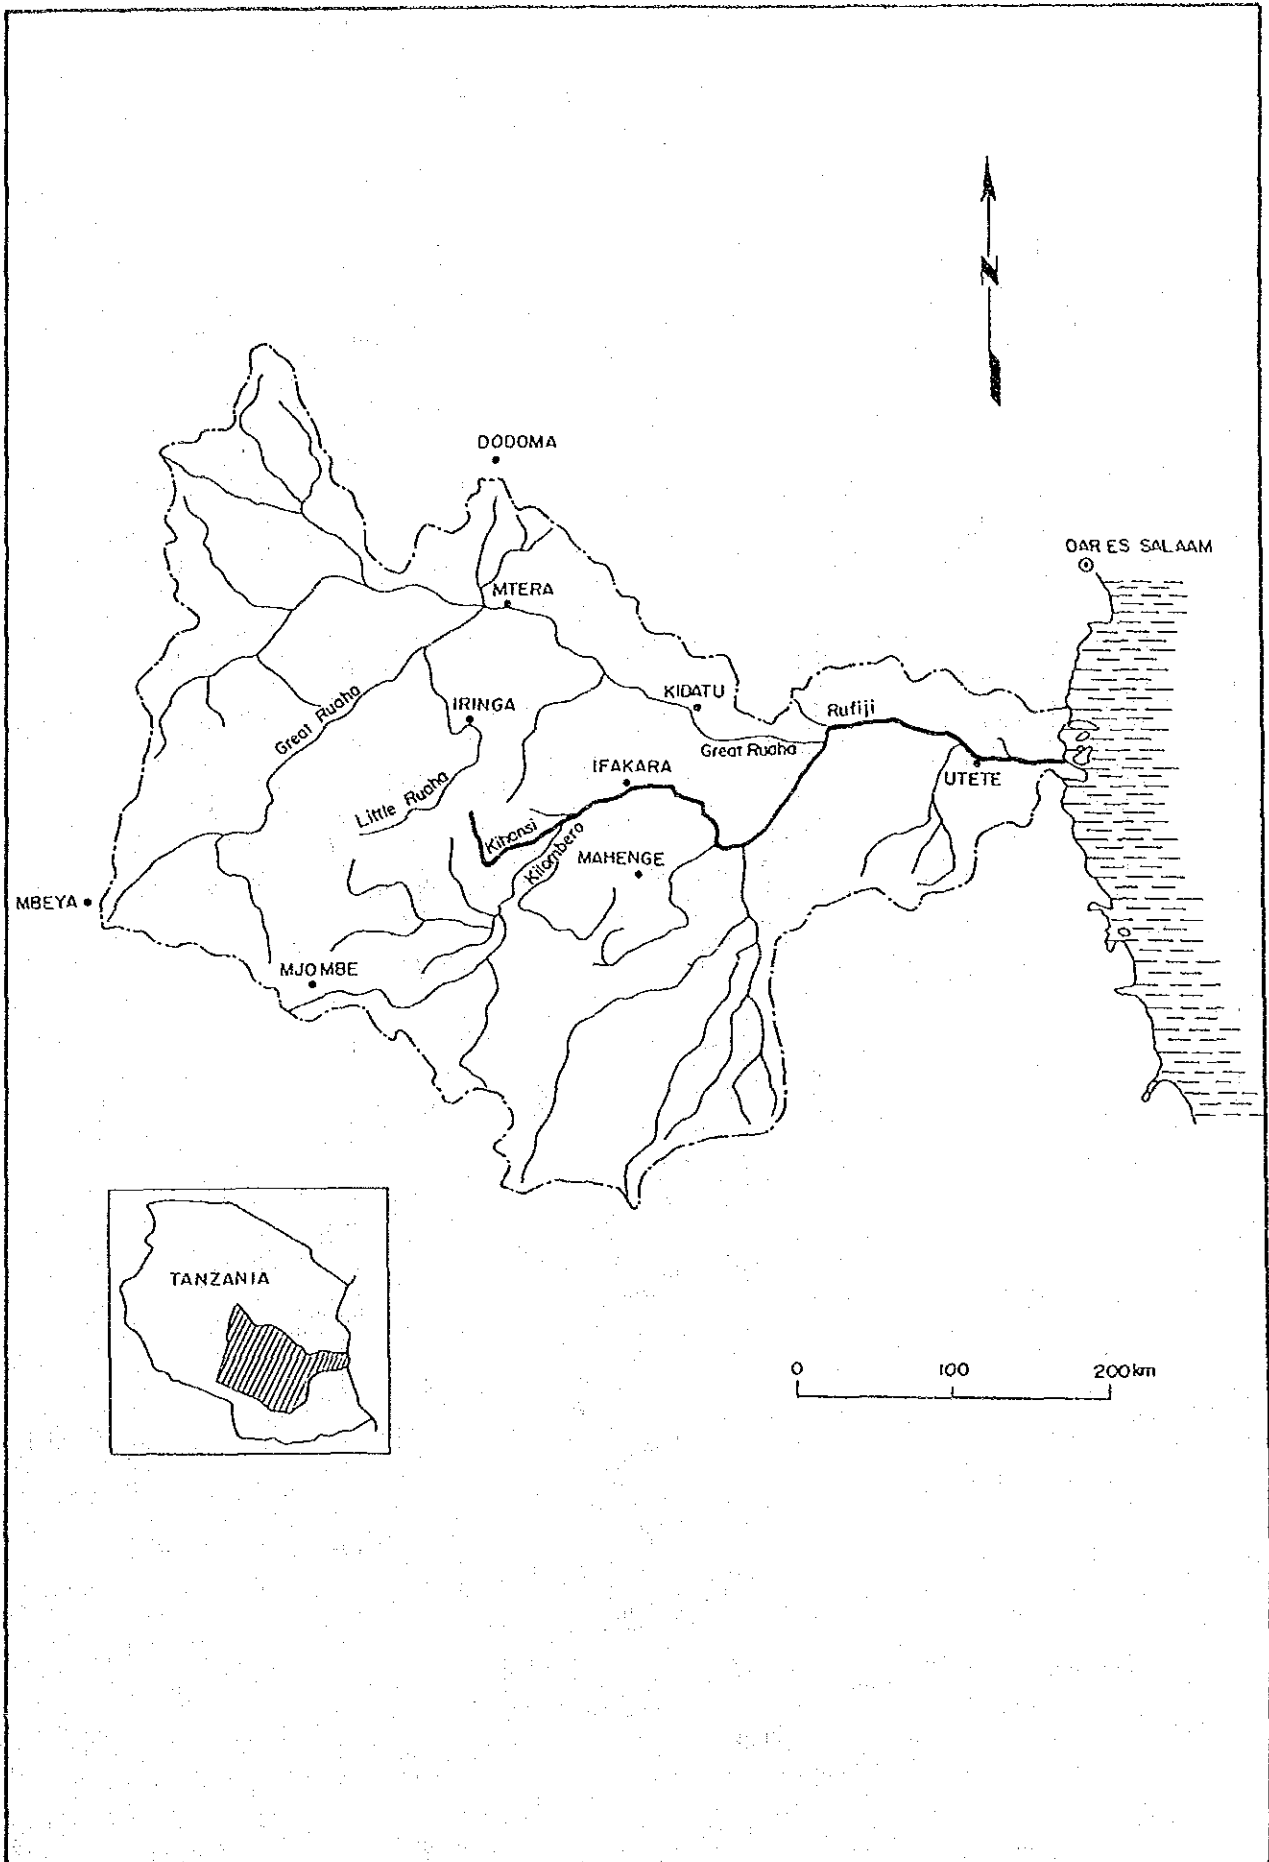 N
DODOMA
DAR ES SALAAM
MTERA
KIDATU
IRINGA
Great Ruaha
Rufiji
Great Ruaha
IFAKARA
UTETE
Little Ruaha
Kihansi
Kilombero
MAHENGE
MBEYA
MJOMBE
TANZANIA
0 100 200km